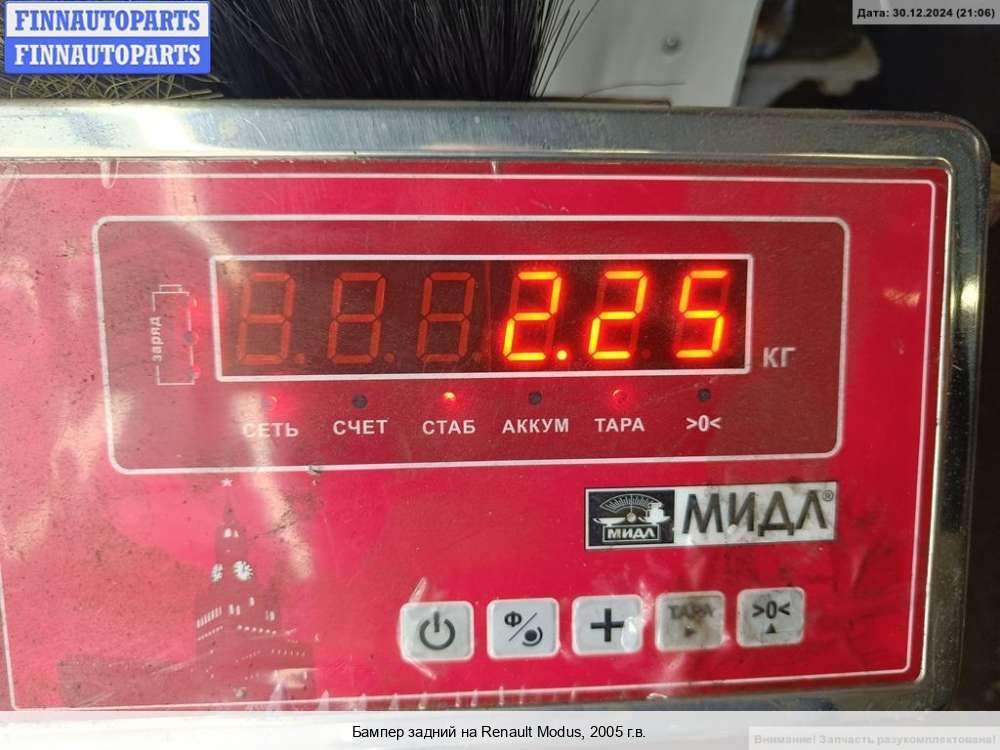 FINNAUTOPARTS
FINNAUTOPARTS
Дата: 30.12.2024 (21:06)
2.25
кг
заряд
СЕТЬ СЧЕТ СТАБ АККУМ ТАРА >0<
МИДЛ МИДЛ®
Ф/ + ТАРА >0<
Бампер задний на Renault Modus, 2005 г.в.
Внимание! Запчасть разукомплектована!